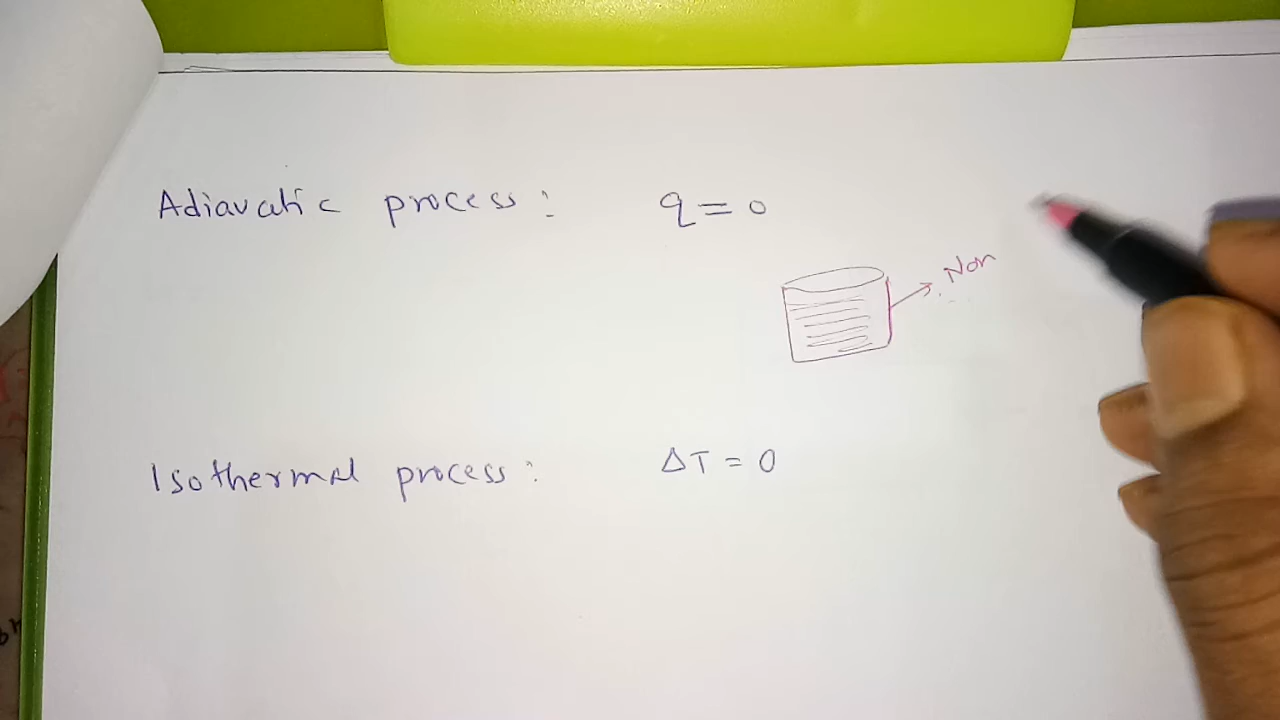 Adiavatic process: q = 0
Non
Isothermal process: ΔT = 0